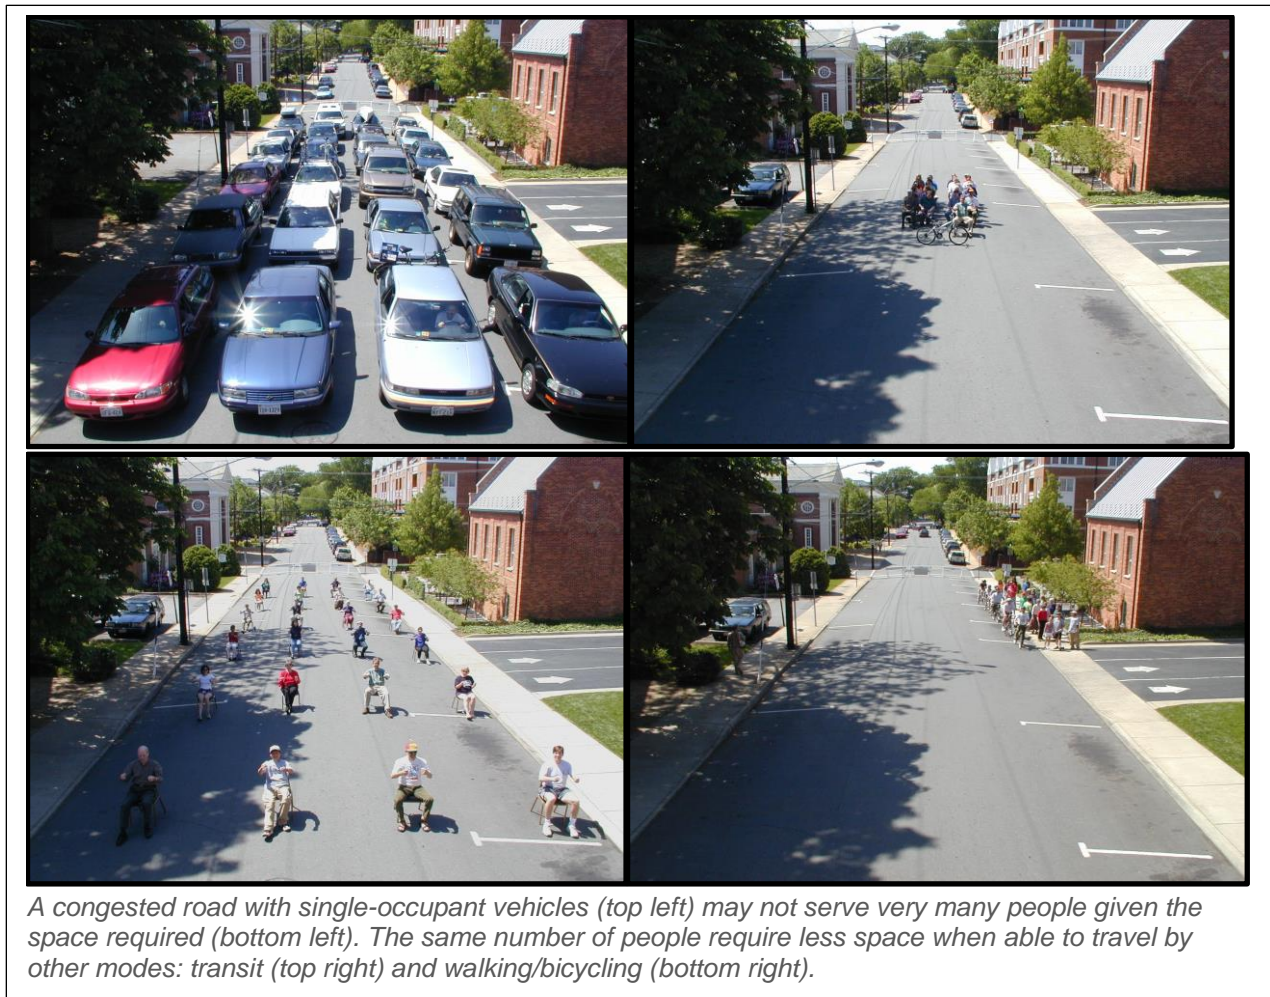 A congested road with single-occupant vehicles (top left) may not serve very many people given the
space required (bottom left). The same number of people require less space when able to travel by
other modes: transit (top right) and walking/bicycling (bottom right).